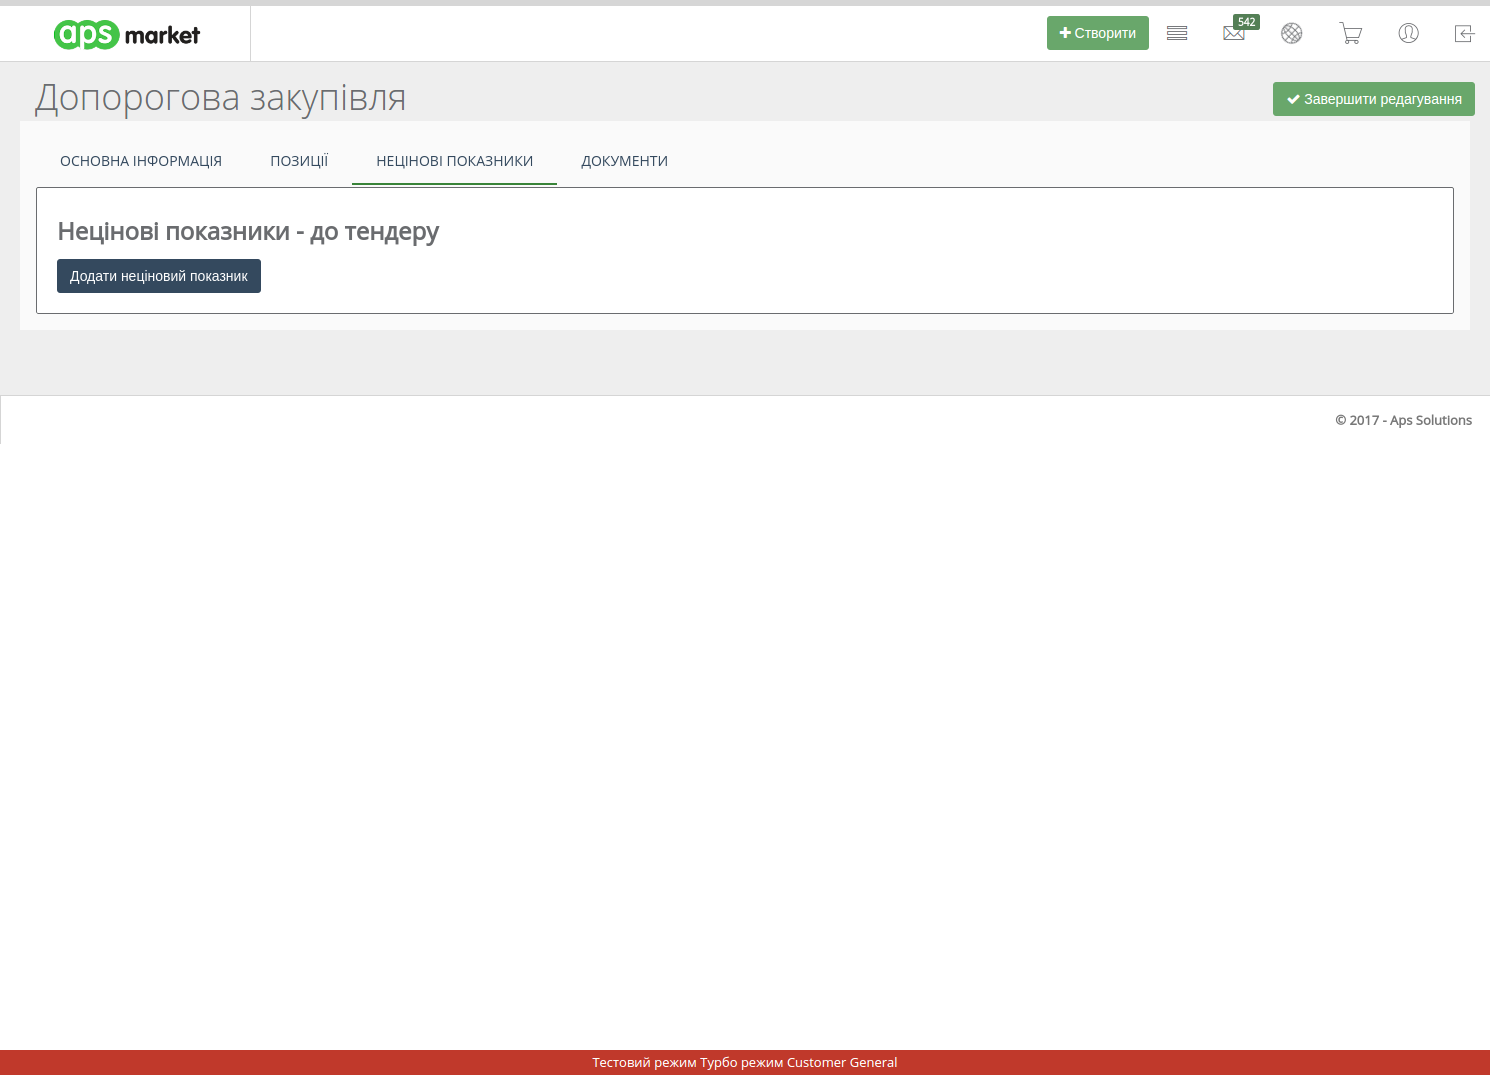 aps market
Створити
542
Допорогова закупівля
Завершити редагування
ОСНОВНА ІНФОРМАЦІЯ ПОЗИЦІЇ НЕЦІНОВІ ПОКАЗНИКИ ДОКУМЕНТИ
Нецінові показники - до тендеру
Додати неціновий показник
© 2017 - Aps Solutions
Тестовий режим Турбо режим Customer General